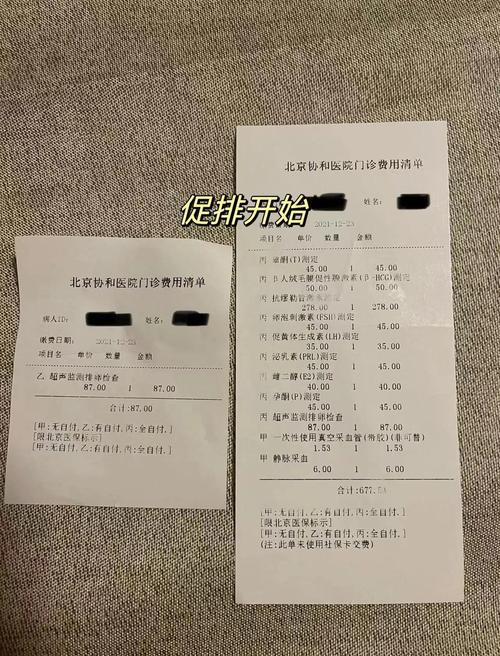 促排开始
北京协和医院门诊费用清单
病人ID: 姓名:
缴费日期: 2021-12-23
项目名 单价 数量 金额
乙 超声监测排卵检查
87.00 1 87.00
合计:87.00
[甲:无自付,乙:有自付,丙:全自付,]
[限北京医保标示]
[甲:无自付,乙:有自付,丙:全自付,]
北京协和医院门诊费用清单
姓名:
2021-12-23
项目名 单价 数量 金额
丙 睾酮(T)测定
45.00 1 45.00
丙 β人绒毛膜促性腺激素(β-HCG)测定
50.00 1 50.00
丙 抗缪勒管激素测定
278.00 1 278.00
丙 卵泡刺激素(FSH)测定
45.00 1 45.00
丙 促黄体生成素(LH)测定
35.00 1 35.00
丙 泌乳素(PRL)测定
45.00 1 45.00
丙 雌二醇(E2)测定
40.00 1 40.00
丙 孕酮(P)测定
45.00 1 45.00
丙 超声监测排卵检查
87.00 1 87.00
甲 一次性使用真空采血管(带胶)(非可替
1.53 1 1.53
甲 静脉采血
6.00 1 6.00
合计:677.53
[甲:无自付,乙:有自付,丙:全自付,]
[限北京医保标示]
[甲:无自付,乙:有自付,丙:全自付,]
(注:此单未使用社保卡交费)